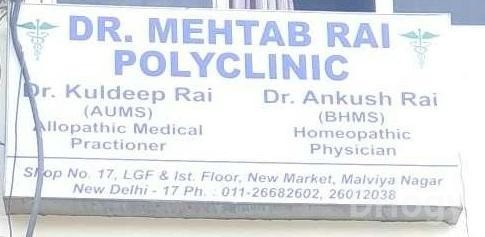 DR. MEHTAB RAI
POLYCLINIC
Dr. Kuldeep Rai
(AUMS)
Allopathic Medical
Practioner
Dr. Ankush Rai
(BHMS)
Homeopathic
Physician
Shop No. 17, LGF & Ist. Floor, New Market, Malviya Nagar
New Delhi - 17 Ph. : 011-26682602, 26012038